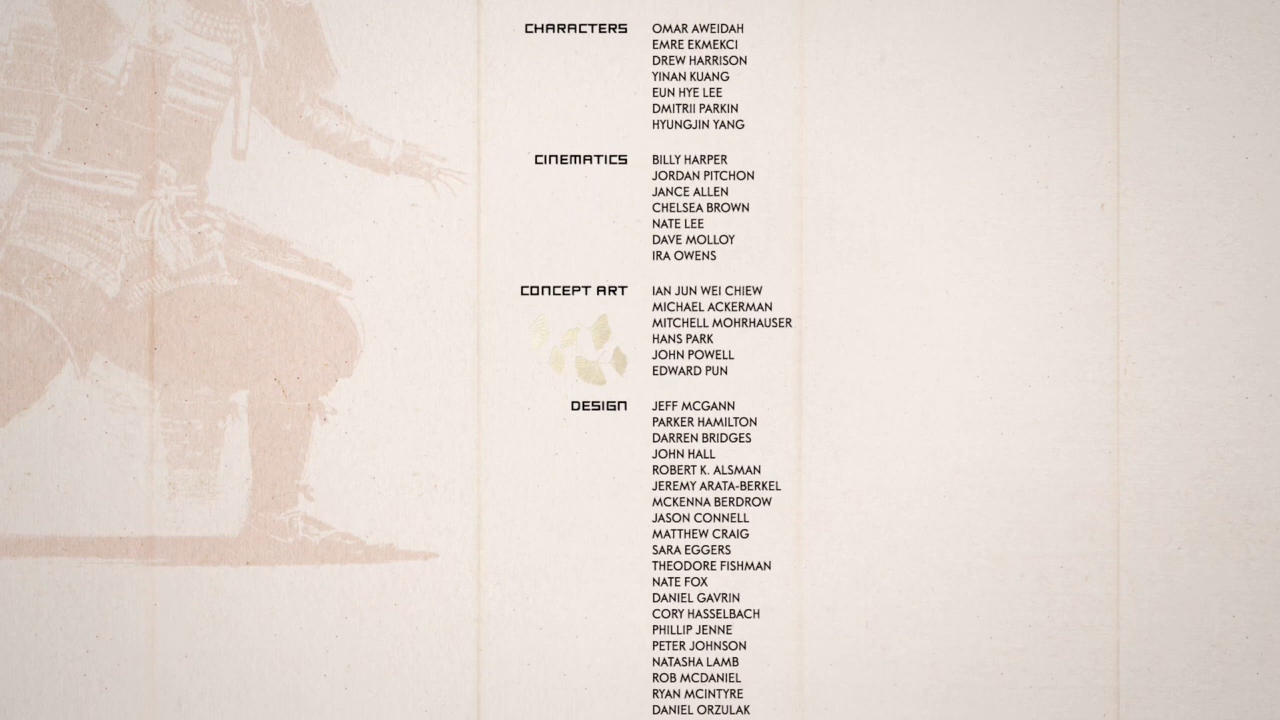 CHARACTERS OMAR AWEIDAH
EMRE EKMEKCI
DREW HARRISON
YINAN KUANG
EUN HYE LEE
DMITRII PARKIN
HYUNGJIN YANG
CINEMATICS BILLY HARPER
JORDAN PITCHON
JANCE ALLEN
CHELSEA BROWN
NATE LEE
DAVE MOLLOY
IRA OWENS
CONCEPT ART IAN JUN WEI CHIEW
MICHAEL ACKERMAN
MITCHELL MOHRHAUSER
HANS PARK
JOHN POWELL
EDWARD PUN
DESIGN JEFF MCGANN
PARKER HAMILTON
DARREN BRIDGES
JOHN HALL
ROBERT K. ALSMAN
JEREMY ARATA-BERKEL
MCKENNA BERDROW
JASON CONNELL
MATTHEW CRAIG
SARA EGGERS
THEODORE FISHMAN
NATE FOX
DANIEL GAVRIN
CORY HASSELBACH
PHILLIP JENNE
PETER JOHNSON
NATASHA LAMB
ROB MCDANIEL
RYAN MCINTYRE
DANIEL ORZULAK